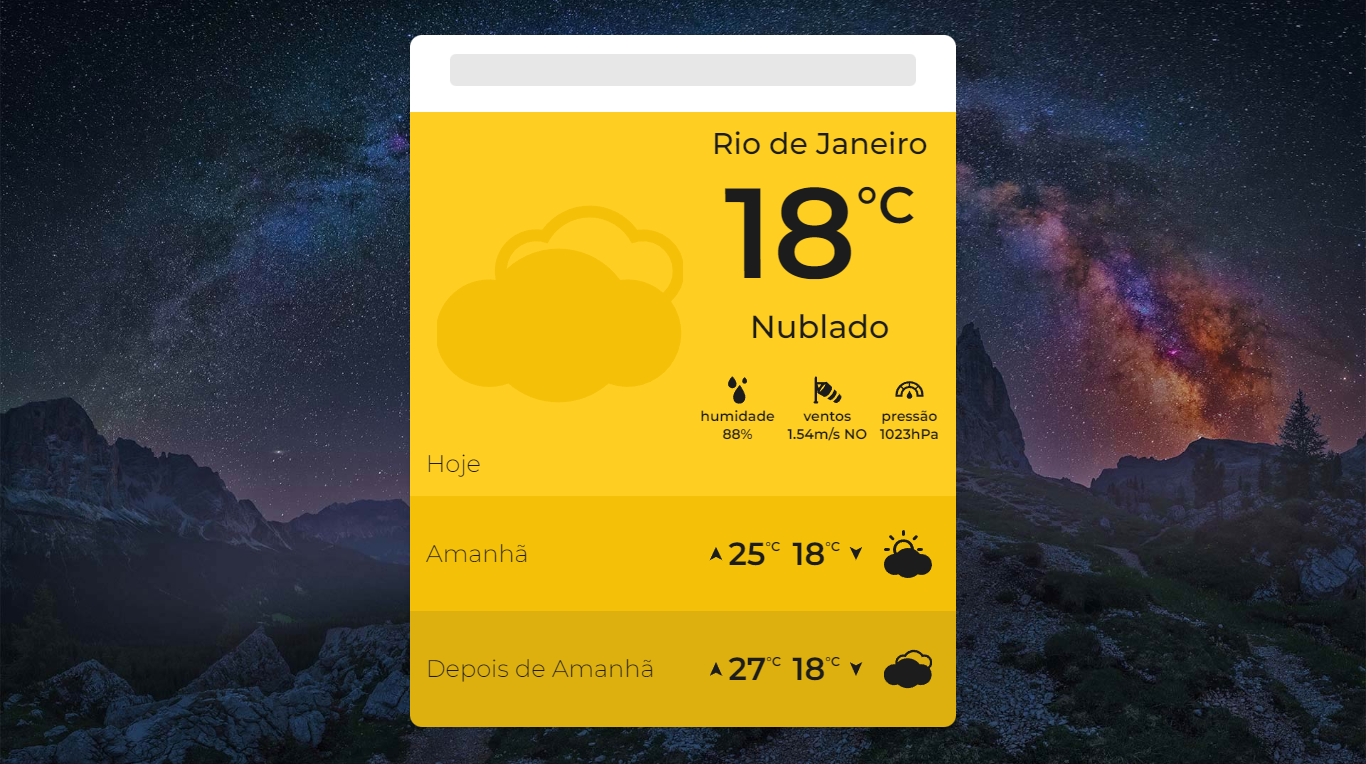 Rio de Janeiro
18°C
Nublado
humidade ventos pressão
88% 1.54m/s NO 1023hPa
Hoje
Amanhã 25°C 18°C
Depois de Amanhã 27°C 18°C